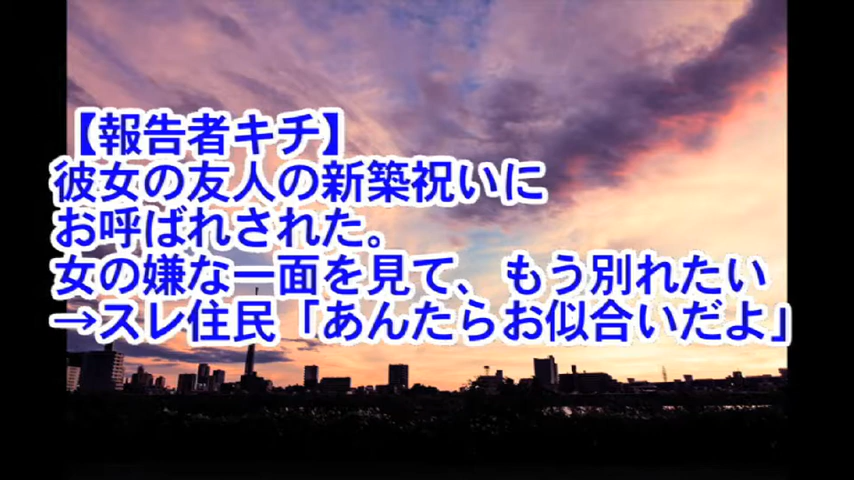 【報告者キチ】
彼女の友人の新築祝いに
お呼ばれされた。
女の嫌な一面を見て、もう別れたい
→スレ住民「あんたらお似合いだよ」